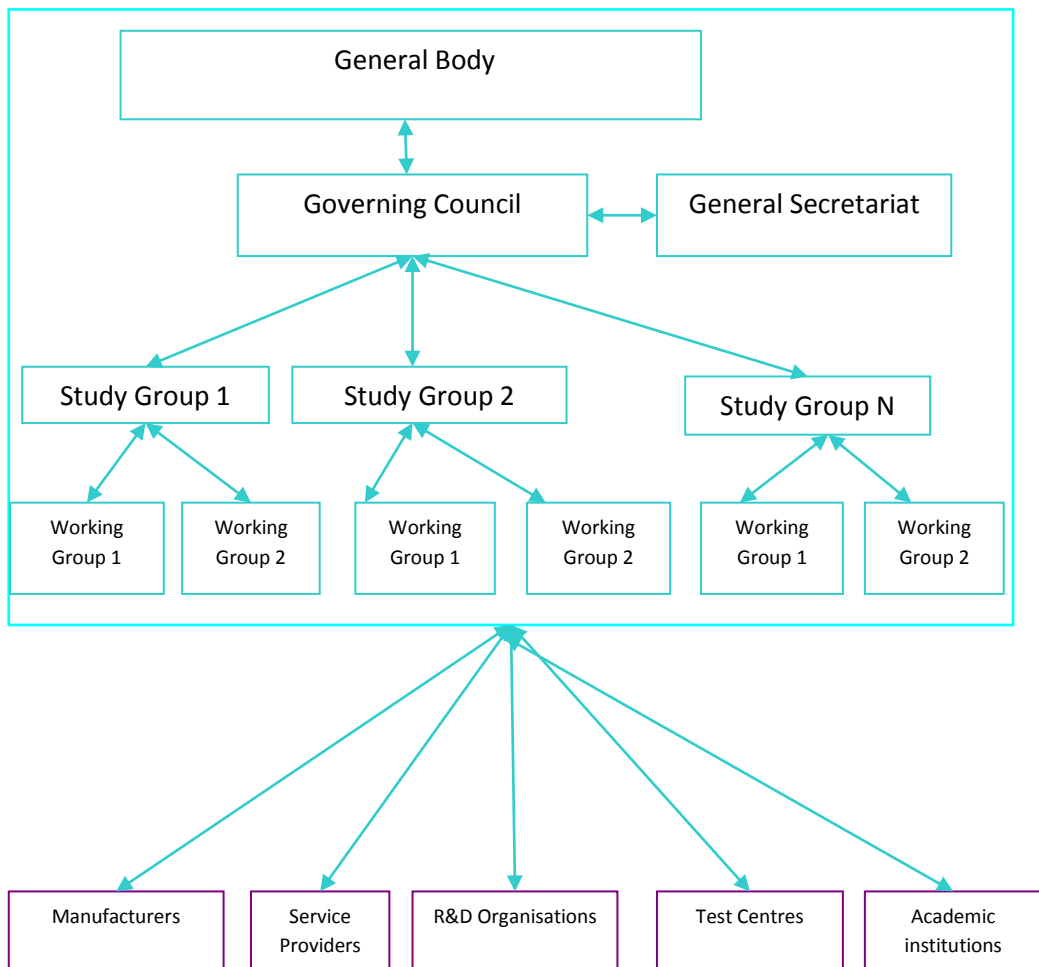 General Body
Governing Council
General Secretariat
Study Group 1
Study Group 2
Study Group N
Working
Group 1
Working
Group 2
Working
Group 1
Working
Group 2
Working
Group 1
Working
Group 2
Manufacturers
Service
Providers
R&D Organisations
Test Centres
Academic
institutions